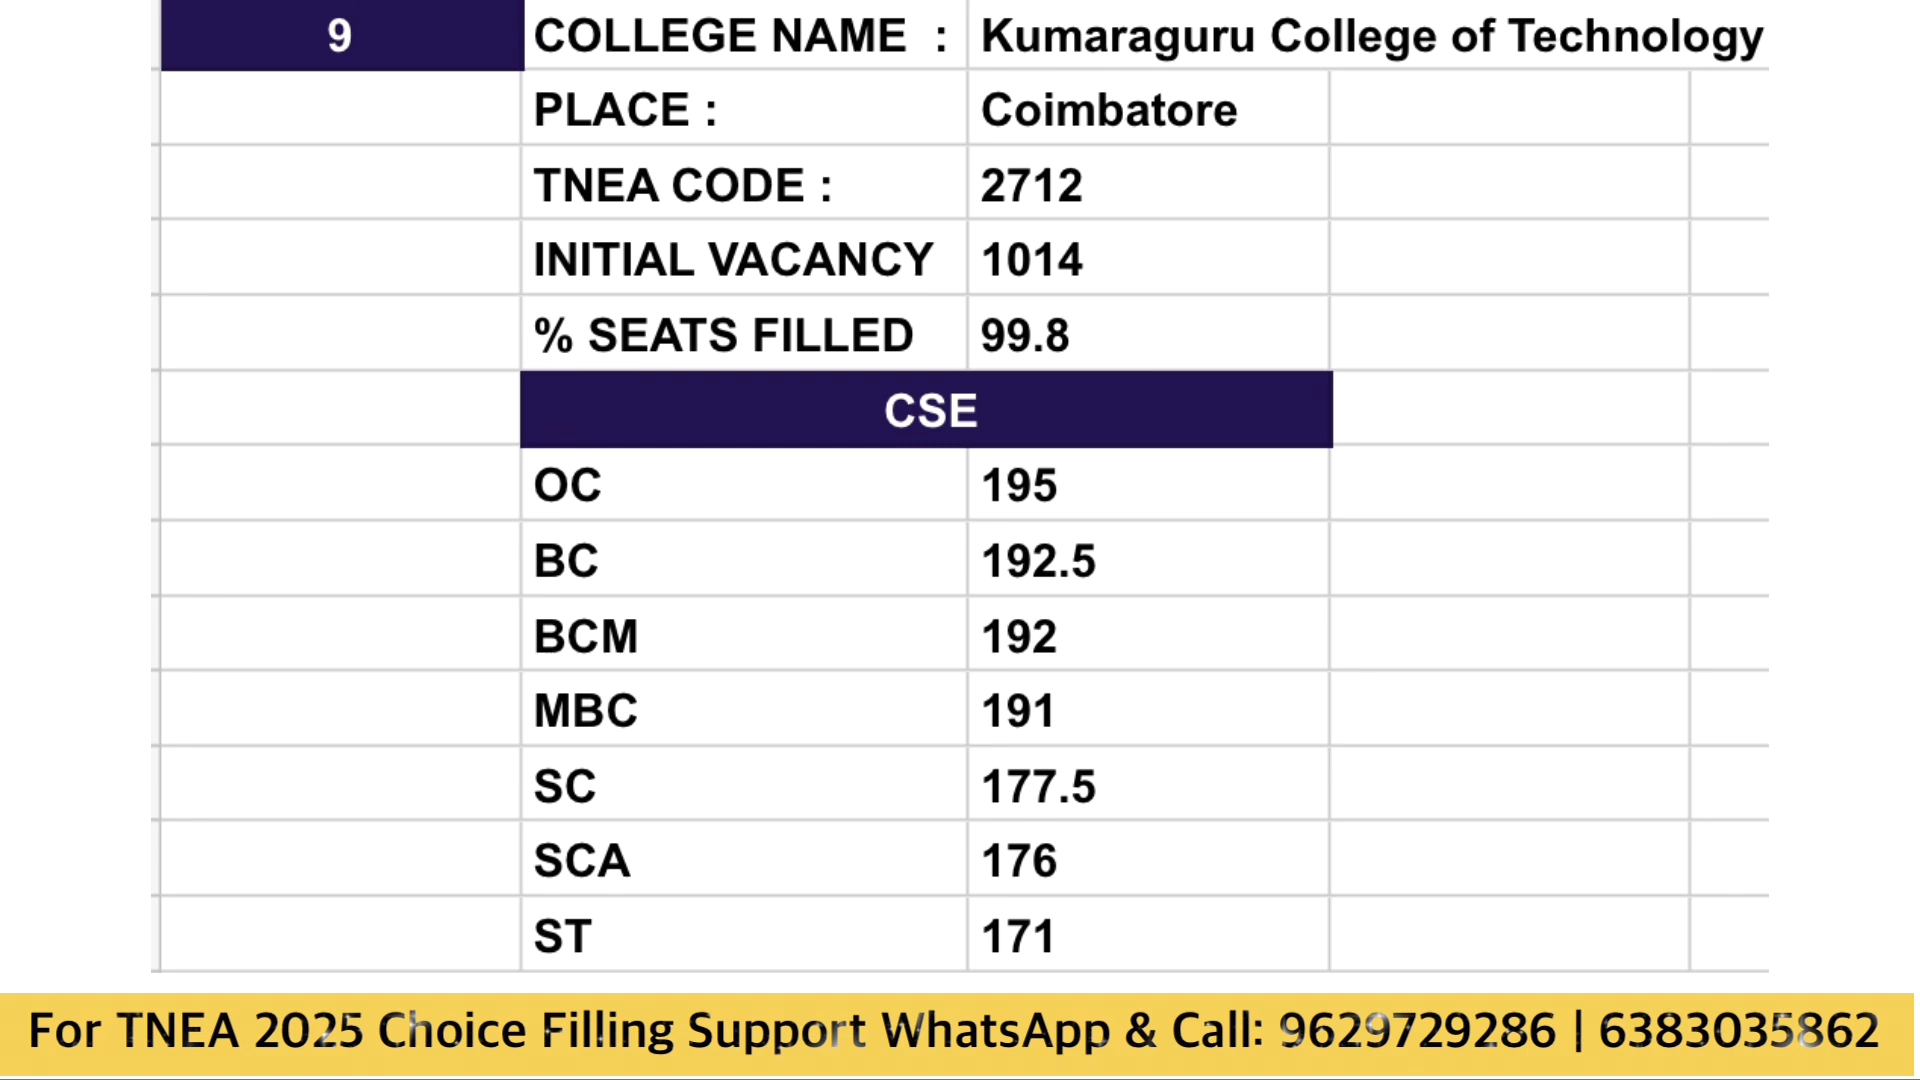 9 COLLEGE NAME : Kumaraguru College of Technology
PLACE : Coimbatore
TNEA CODE : 2712
INITIAL VACANCY 1014
% SEATS FILLED 99.8
CSE
OC 195
BC 192.5
BCM 192
MBC 191
SC 177.5
SCA 176
ST 171
For TNEA 2025 Choice Filling Support WhatsApp & Call: 9629729286 | 6383035862